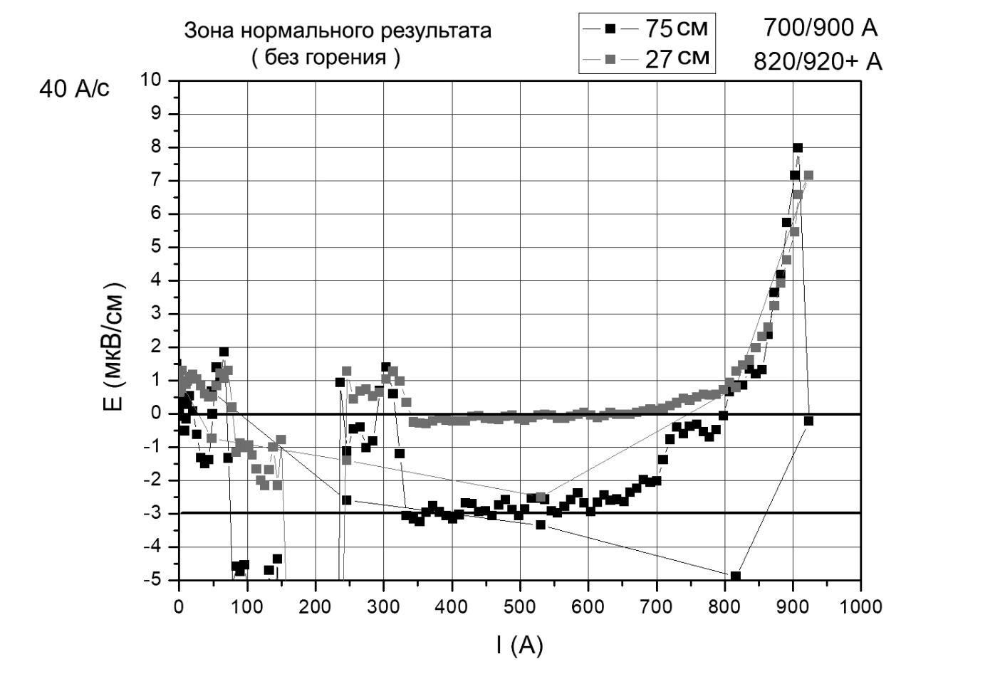 Зона нормального результата
( без горения )
75 см
27 см
700/900 А
820/920+ А
40 А/с
10
9
8
7
6
5
4
3
2
1
0
-1
-2
-3
-4
-5
E (мкВ/см)
0 100 200 300 400 500 600 700 800 900 1000
I (A)